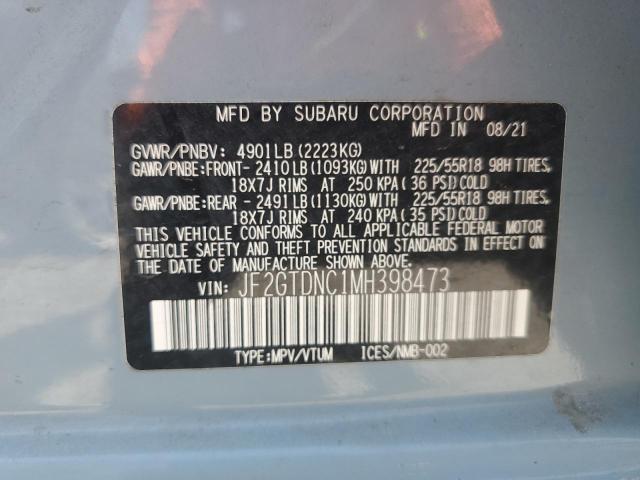 MFD BY SUBARU CORPORATION
MFD IN 08/21
GVWR/PNBV: 4901LB (2223KG)
GAWR/PNBE:FRONT- 2410 LB (1093KG)WITH 225/55R18 98H TIRES,
18X7J RIMS AT 250 KPA (36 PSI)COLD
GAWR/PNBE:REAR - 2491 LB (1130KG)WITH 225/55R18 98H TIRES,
18X7J RIMS AT 240 KPA (35 PSI)COLD
THIS VEHICLE CONFORMS TO ALL APPLICABLE FEDERAL MOTOR
VEHICLE SAFETY AND THEFT PREVENTION STANDARDS IN EFFECT ON
THE DATE OF MANUFACTURE SHOWN ABOVE.
VIN: JF2GTDNC1MH398473
TYPE:MPV/VTUM ICES/NMB-002